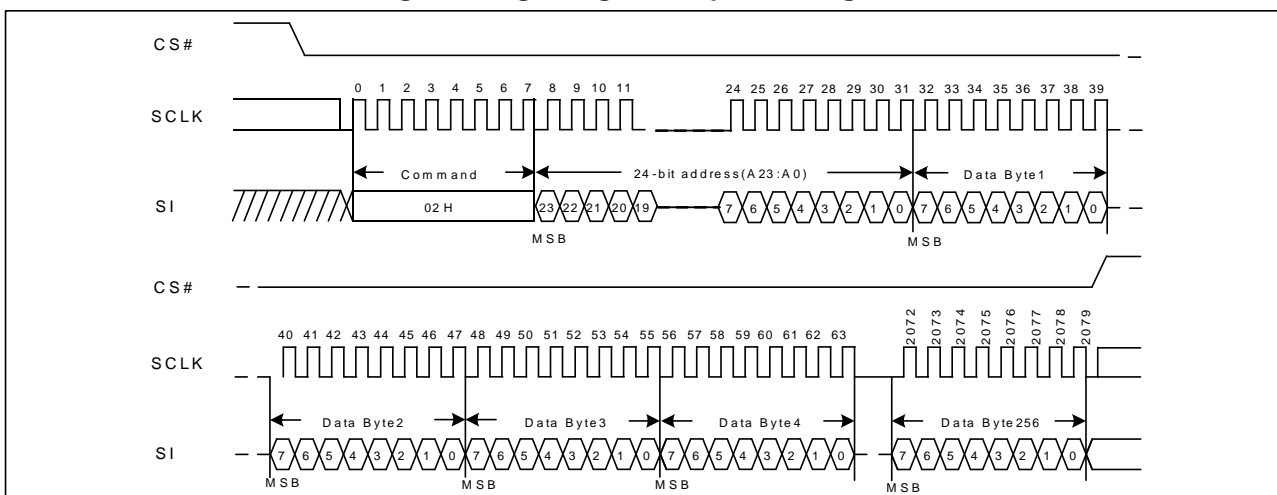 CS#
0 1 2 3 4 5 6 7 8 9 10 11 24 25 26 27 28 29 30 31 32 33 34 35 36 37 38 39
SCLK
Command 24-bit address(A23:A0) Data Byte1
SI 02H 23 22 21 20 19 7 6 5 4 3 2 1 0 7 6 5 4 3 2 1 0
MSB MSB
CS#
40 41 42 43 44 45 46 47 48 49 50 51 52 53 54 55 56 57 58 59 60 61 62 63 2072 2073 2074 2075 2076 2077 2078 2079
SCLK
Data Byte2 Data Byte3 Data Byte4 Data Byte256
SI 7 6 5 4 3 2 1 0 7 6 5 4 3 2 1 0 7 6 5 4 3 2 1 0 7 6 5 4 3 2 1 0
MSB MSB MSB MSB